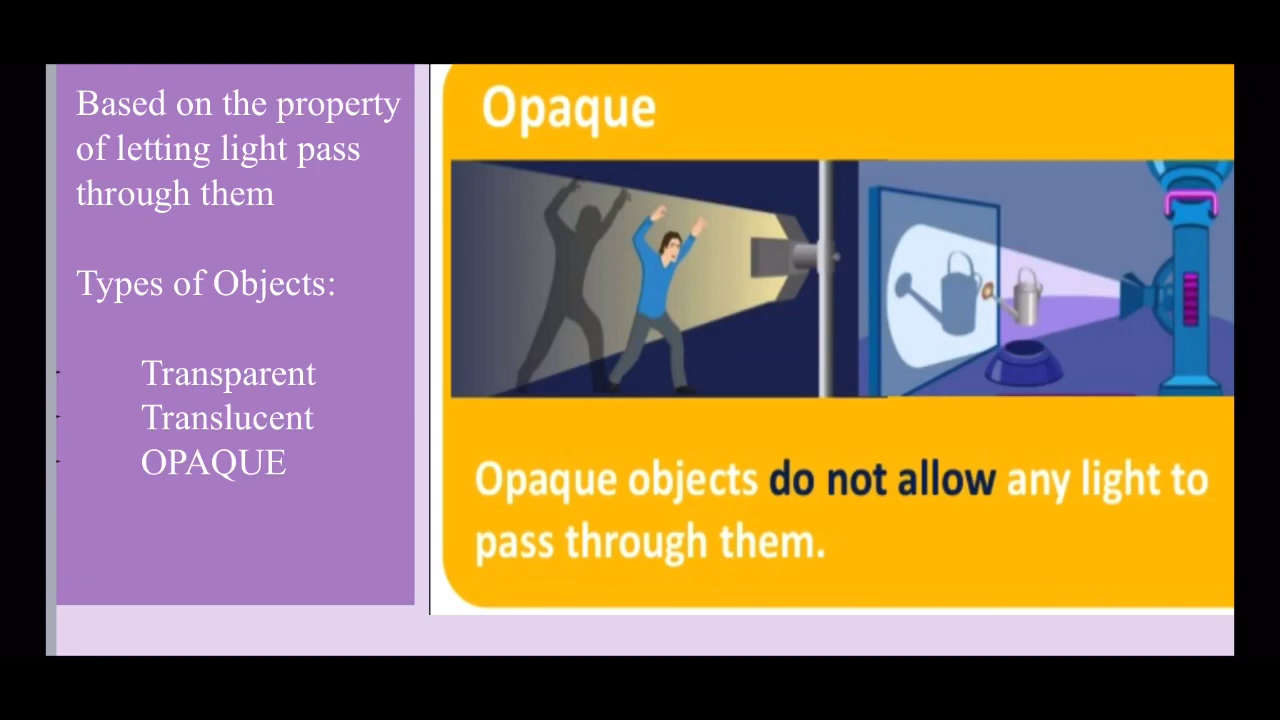 Based on the property
of letting light pass
through them
Types of Objects:
Transparent
Translucent
OPAQUE
Opaque
Opaque objects do not allow any light to
pass through them.